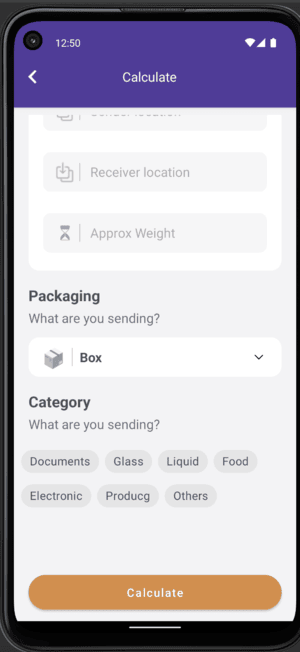 12:50
Calculate
Receiver location
Approx Weight
Packaging
What are you sending?
Box
Category
What are you sending?
Documents Glass Liquid Food
Electronic Producg Others
Calculate